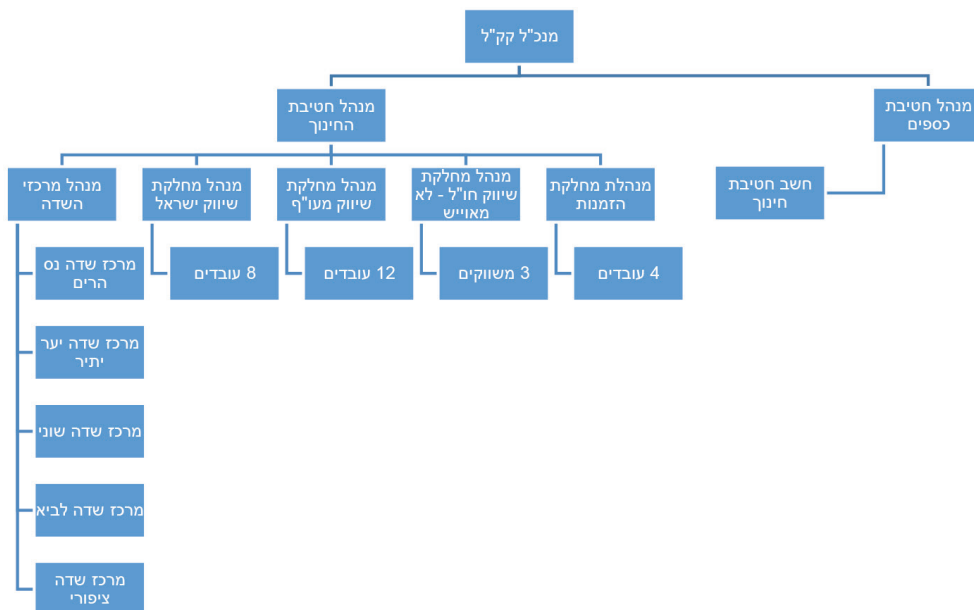 מנכ"ל קק"ל
מנהל חטיבת
כספים
מנהל חטיבת
החינוך
חשב חטיבת
חינוך
מנהלת מחלקת
הזמנות
מנהל מחלקת
שיווק חו"ל - לא
מאוייש
מנהל מחלקת
שיווק מעו"ף
מנהל מחלקת
שיווק ישראל
מנהל מרכזי
השדה
4 עובדים
3 משווקים
12 עובדים
8 עובדים
מרכז שדה נס
הרים
מרכז שדה יער
יתיר
מרכז שדה שוני
מרכז שדה לביא
מרכז שדה
ציפורי